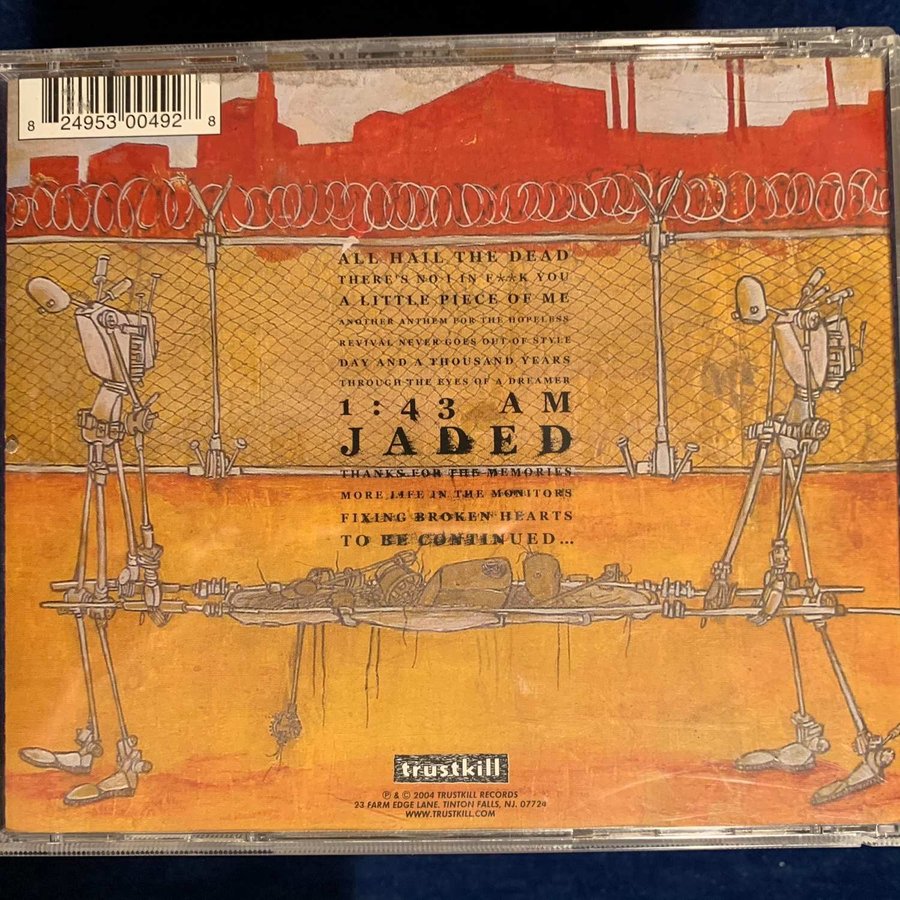 8 24953 00492 8
ALL HAIL THE DEAD
THERE'S NO I IN F**K YOU
A LITTLE PIECE OF ME
ANOTHER ANTHEM FOR THE HOPELESS
REVIVAL NEVER GOES OUT OF STYLE
DAY AND A THOUSAND YEARS
THROUGH THE EYES OF A DREAMER
1:43 AM
JADED
THANKS FOR THE MEMORIES
MORE LIFE IN THE MONITORS
FIXING BROKEN HEARTS
TO BE CONTINUED...
trustkill
℗ & © 2004 TRUSTKILL RECORDS
23 FARM EDGE LANE. TINTON FALLS, NJ. 07724
WWW.TRUSTKILL.COM